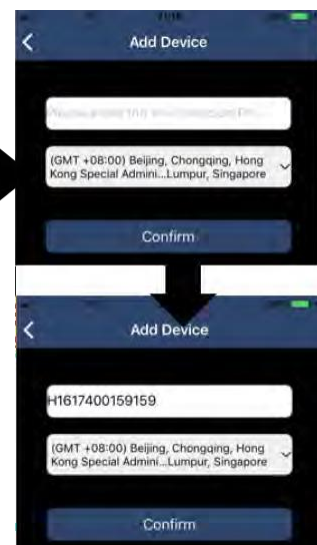 Add Device
(GMT +08:00) Beijing, Chongqing, Hong
Kong Special Admini...Lumpur, Singapore
Confirm
Add Device
H1617400159159
(GMT +08:00) Beijing, Chongqing, Hong
Kong Special Admini...Lumpur, Singapore
Confirm